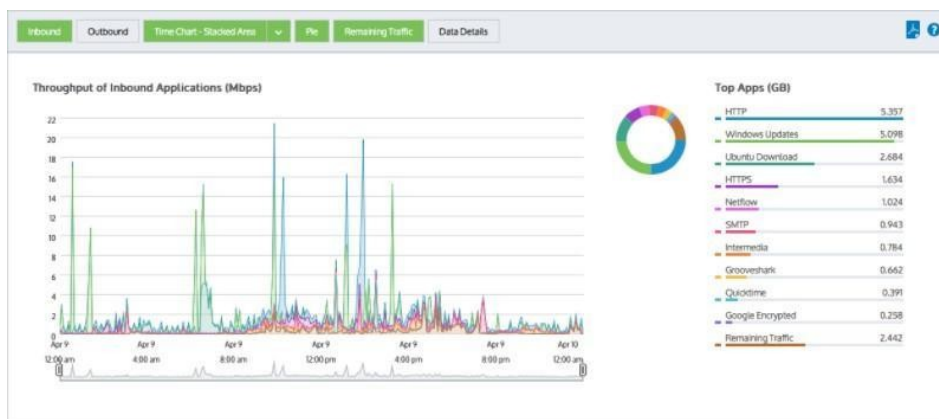 Inbound
Outbound
Time Chart - Stacked Area
Pie
Remaining Traffic
Data Details
?
Throughput of Inbound Applications (Mbps)
22
20
18
16
14
12
10
8
6
4
2
0
Apr 9 Apr 9 Apr 9 Apr 9 Apr 9 Apr 9 Apr 10
12:00 am 4:00 am 8:00 am 12:00 pm 4:00 pm 8:00 pm 12:00 am
Top Apps (GB)
HTTP 5.357
Windows Updates 5.098
Ubuntu Download 2.684
HTTPS 1.634
Netflow 1.024
SMTP 0.943
Intermedia 0.784
Grooveshark 0.662
Quicktime 0.391
Google Encrypted 0.258
Remaining Traffic 2.442